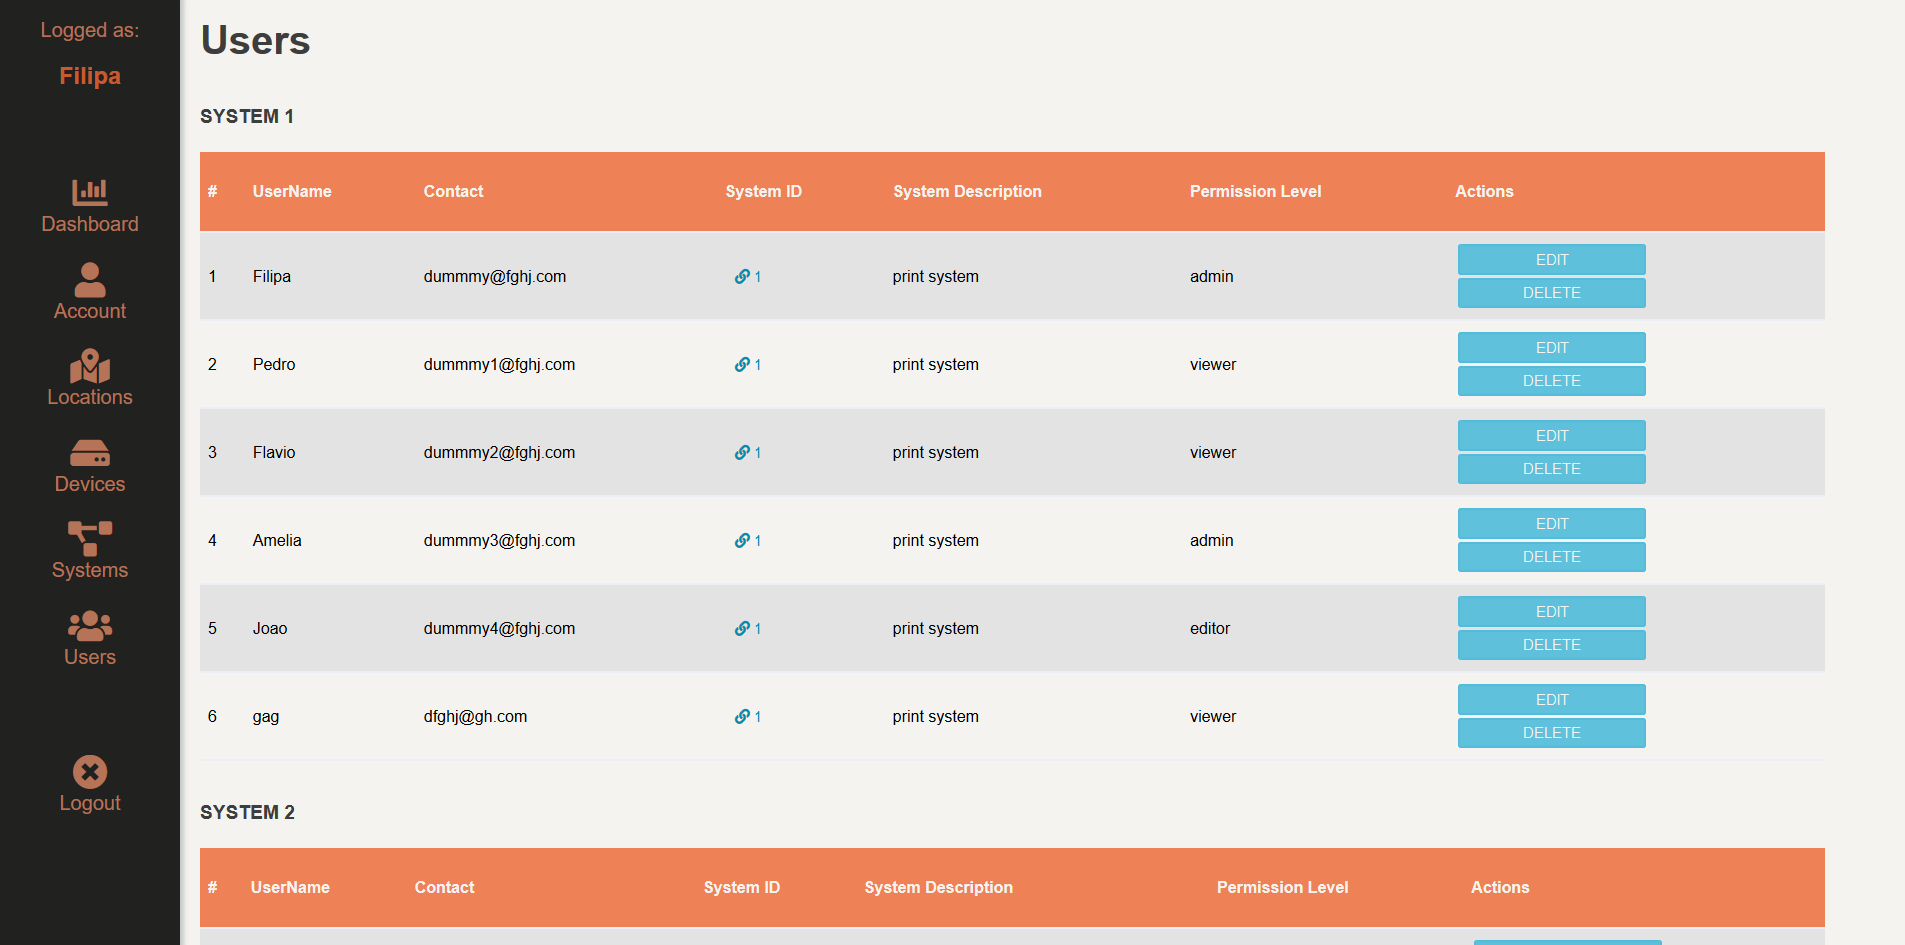 Logged as:
Filipa
Dashboard
Account
Locations
Devices
Systems
Users
Logout
Users
SYSTEM 1
# UserName Contact System ID System Description Permission Level Actions
1 Filipa dummmy@fghj.com 1 print system admin EDIT
DELETE
2 Pedro dummmy1@fghj.com 1 print system viewer EDIT
DELETE
3 Flavio dummmy2@fghj.com 1 print system viewer EDIT
DELETE
4 Amelia dummmy3@fghj.com 1 print system admin EDIT
DELETE
5 Joao dummmy4@fghj.com 1 print system editor EDIT
DELETE
6 gag dfghj@gh.com 1 print system viewer EDIT
DELETE
SYSTEM 2
# UserName Contact System ID System Description Permission Level Actions